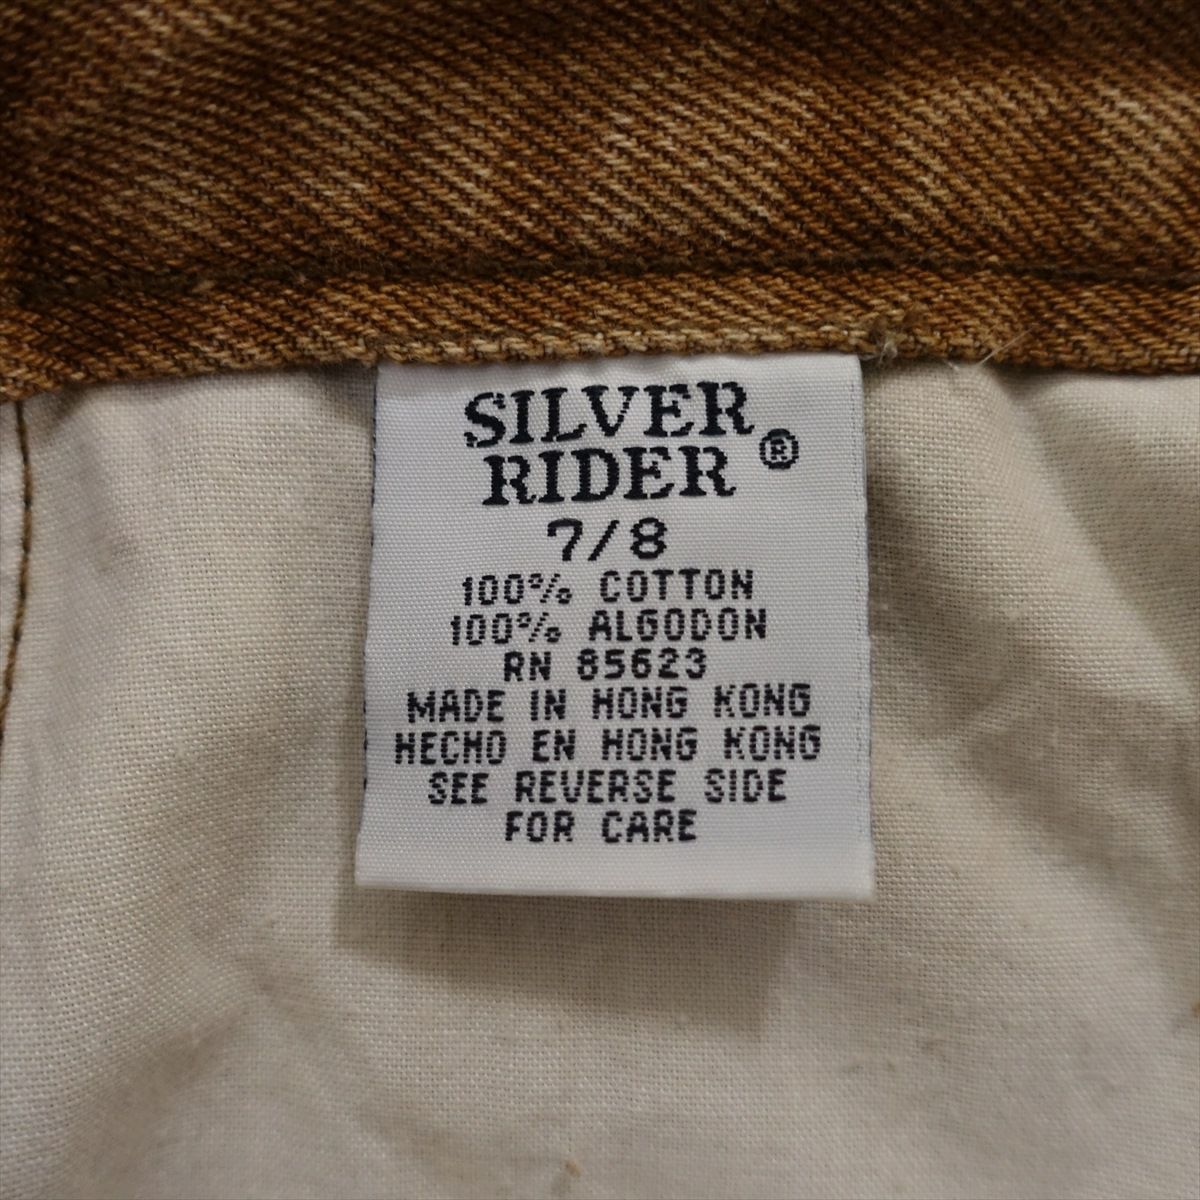 SILVER
RIDER ®
7/8
100% COTTON
100% ALGODON
RN 85623
MADE IN HONG KONG
HECHO EN HONG KONG
SEE REVERSE SIDE
FOR CARE